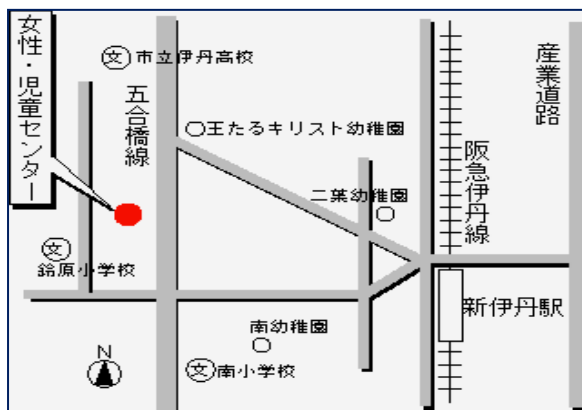 女性・児童センター
文市立伊丹高校
五合橋線
王たるキリスト幼稚園
二葉幼稚園
阪急伊丹線
産業道路
文
鈴原小学校
新伊丹駅
南幼稚園
文南小学校
N